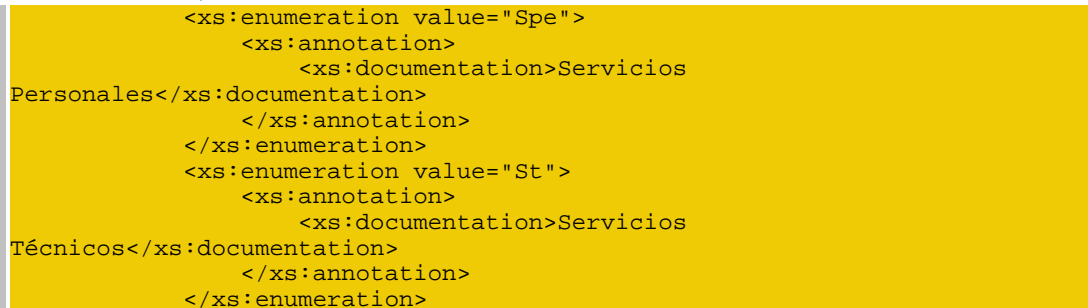 <xs:enumeration value="Spe">
<xs:annotation>
<xs:documentation>Servicios
Personales</xs:documentation>
</xs:annotation>
</xs:enumeration>
<xs:enumeration value="St">
<xs:annotation>
<xs:documentation>Servicios
Técnicos</xs:documentation>
</xs:annotation>
</xs:enumeration>